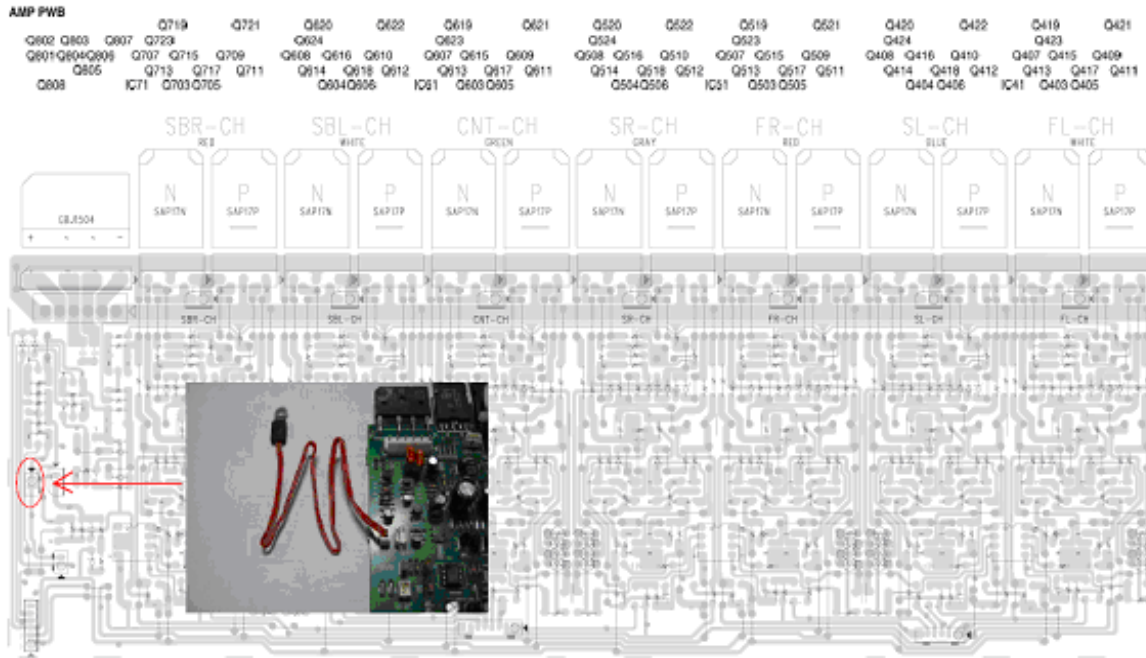 AMP PWB
Q719 Q721 Q620 Q622 Q619 Q621 Q520 Q522 Q519 Q521 Q420 Q422 Q419 Q421
Q802 Q803 Q807 Q723 Q624 Q623 Q524 Q523 Q424 Q423
Q801 Q804 Q806 Q707 Q715 Q709 Q608 Q616 Q610 Q607 Q615 Q609 Q508 Q516 Q510 Q507 Q515 Q509 Q408 Q416 Q410 Q407 Q415 Q409
Q805 Q713 Q717 Q711 Q614 Q618 Q612 Q613 Q617 Q611 Q514 Q518 Q512 Q513 Q517 Q511 Q414 Q418 Q412 Q413 Q417 Q411
Q808 IC71 Q703 Q705 Q604 Q606 IC61 Q603 Q605 Q504 Q506 IC51 Q503 Q505 Q404 Q406 IC41 Q403 Q405
SBR-CH SBL-CH CNT-CH SR-CH FR-CH SL-CH FL-CH
RED WHITE GREEN GRAY RED BLUE WHITE
N P N P N P N P N P N P N P
SAP17N SAP17P SAP17N SAP17P SAP17N SAP17P SAP17N SAP17P SAP17N SAP17P SAP17N SAP17P SAP17N SAP17P
GBJ1504
+ ~ ~ -
SBR-CH SBL-CH CNT-CH SR-CH FR-CH SL-CH FL-CH